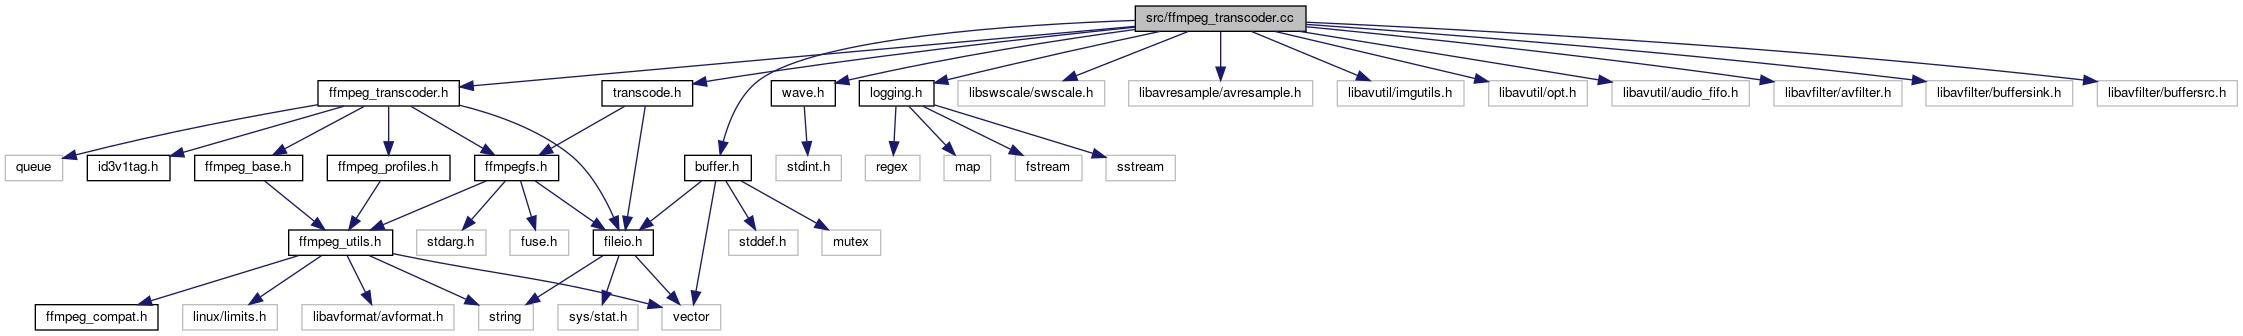 src/ffmpeg_transcoder.cc
ffmpeg_transcoder.h
transcode.h
wave.h
logging.h
libswscale/swscale.h
libavresample/avresample.h
libavutil/imgutils.h
libavutil/opt.h
libavutil/audio_fifo.h
libavfilter/avfilter.h
libavfilter/buffersink.h
libavfilter/buffersrc.h
queue
id3v1tag.h
ffmpeg_base.h
ffmpeg_profiles.h
ffmpegfs.h
buffer.h
stdint.h
regex
map
fstream
sstream
ffmpeg_utils.h
stdarg.h
fuse.h
fileio.h
stddef.h
mutex
ffmpeg_compat.h
linux/limits.h
libavformat/avformat.h
string
sys/stat.h
vector